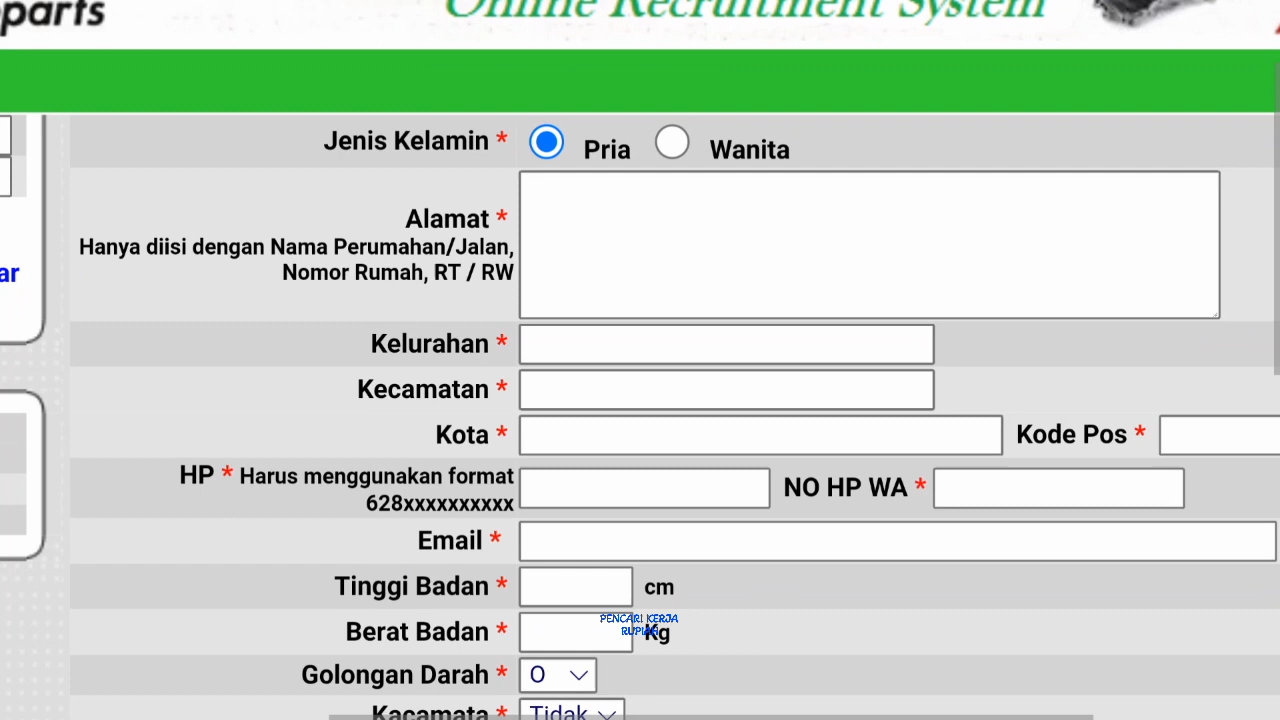 parts
Online Recruitment System
Jenis Kelamin * Pria Wanita
Alamat *
Hanya diisi dengan Nama Perumahan/Jalan,
Nomor Rumah, RT / RW
ar
Kelurahan *
Kecamatan *
Kota * Kode Pos *
HP * Harus menggunakan format
628xxxxxxxxxx
NO HP WA *
Email *
Tinggi Badan * cm
PENCARI KERJA
RUPIAH
Berat Badan * Kg
Golongan Darah * O
Kacamata * Tidak